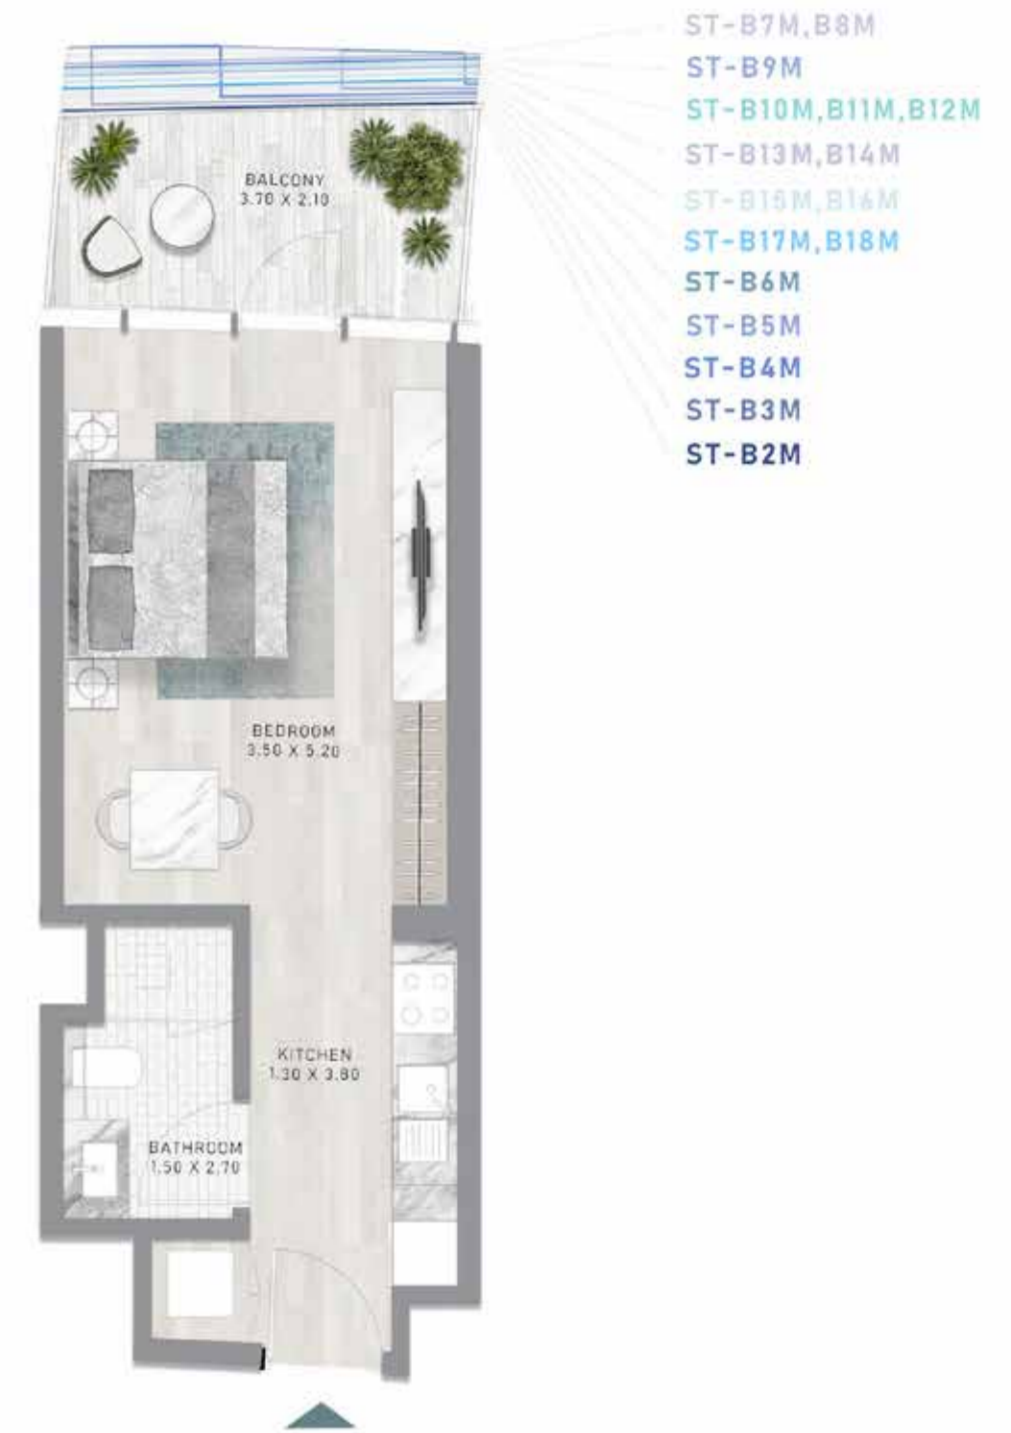 ST-B7M,B8M
ST-B9M
ST-B10M,B11M,B12M
ST-B13M,B14M
ST-B15M,B16M
ST-B17M,B18M
ST-B6M
ST-B5M
ST-B4M
ST-B3M
ST-B2M
BALCONY
3.70 X 2.10
BEDROOM
3.50 X 5.20
KITCHEN
1.30 X 3.80
BATHROOM
1.50 X 2.70